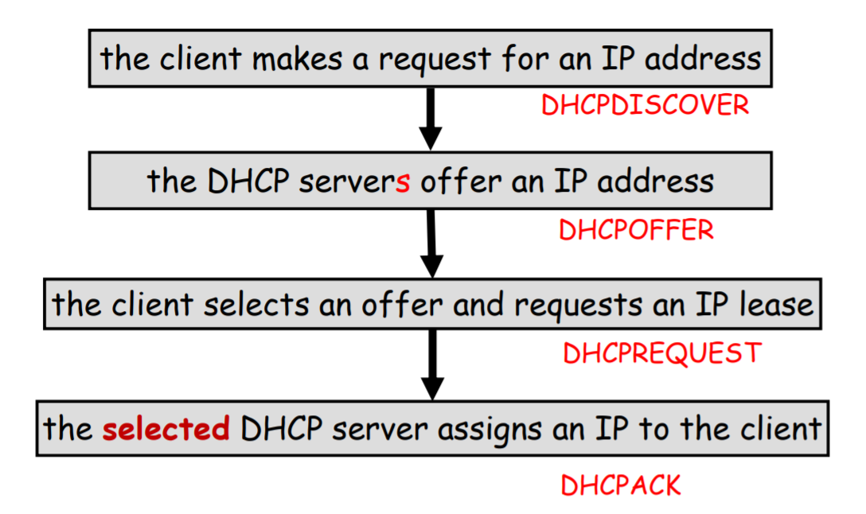 the client makes a request for an IP address
DHCPDISCOVER
the DHCP servers offer an IP address
DHCPOFFER
the client selects an offer and requests an IP lease
DHCPREQUEST
the selected DHCP server assigns an IP to the client
DHCPACK